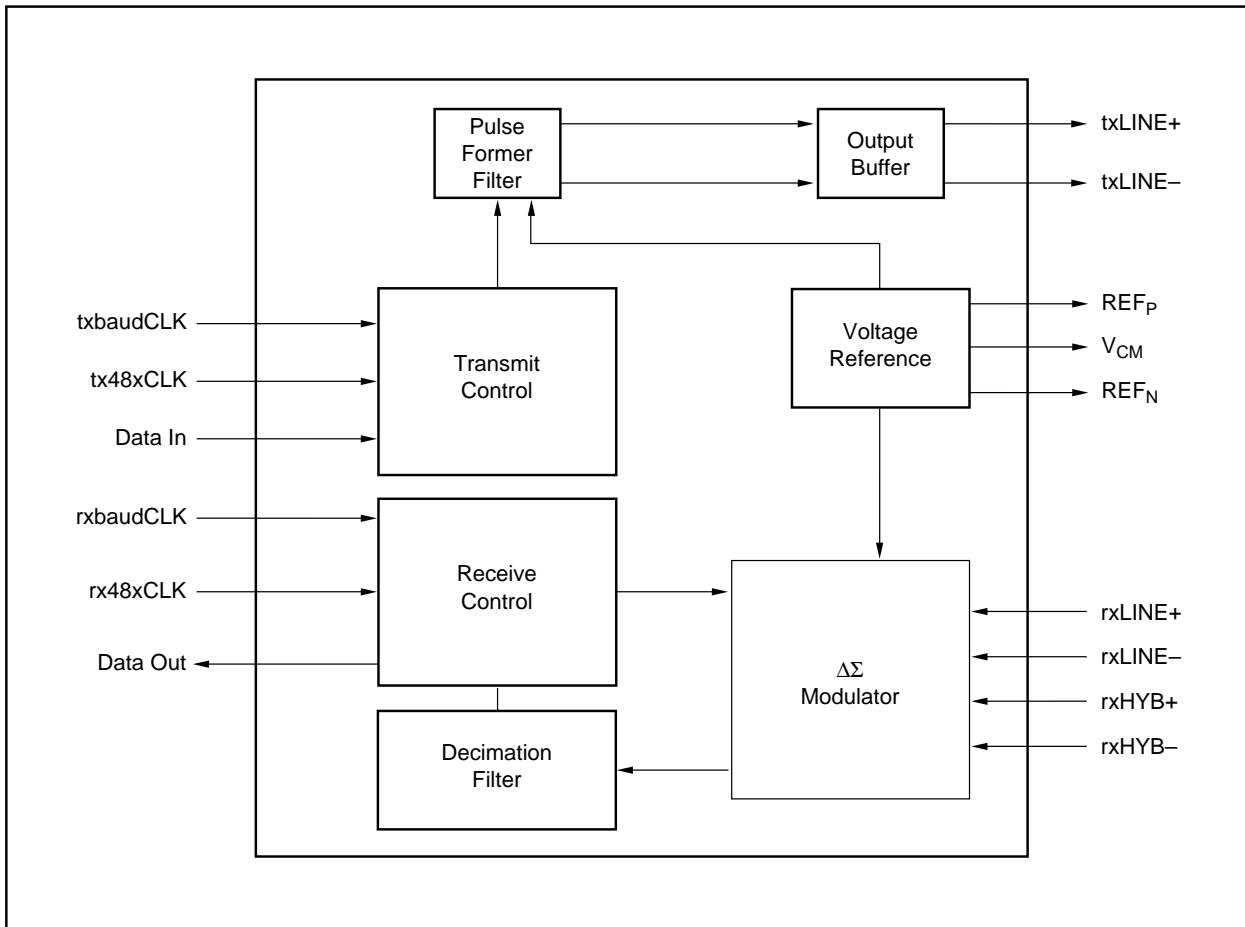 Pulse
Former
Filter
Output
Buffer
txLINE+
txLINE–
txbaudCLK
tx48xCLK
Data In
Transmit
Control
Voltage
Reference
REFP
VCM
REFN
rxbaudCLK
rx48xCLK
Data Out
Receive
Control
ΔΣ
Modulator
rxLINE+
rxLINE–
rxHYB+
rxHYB–
Decimation
Filter